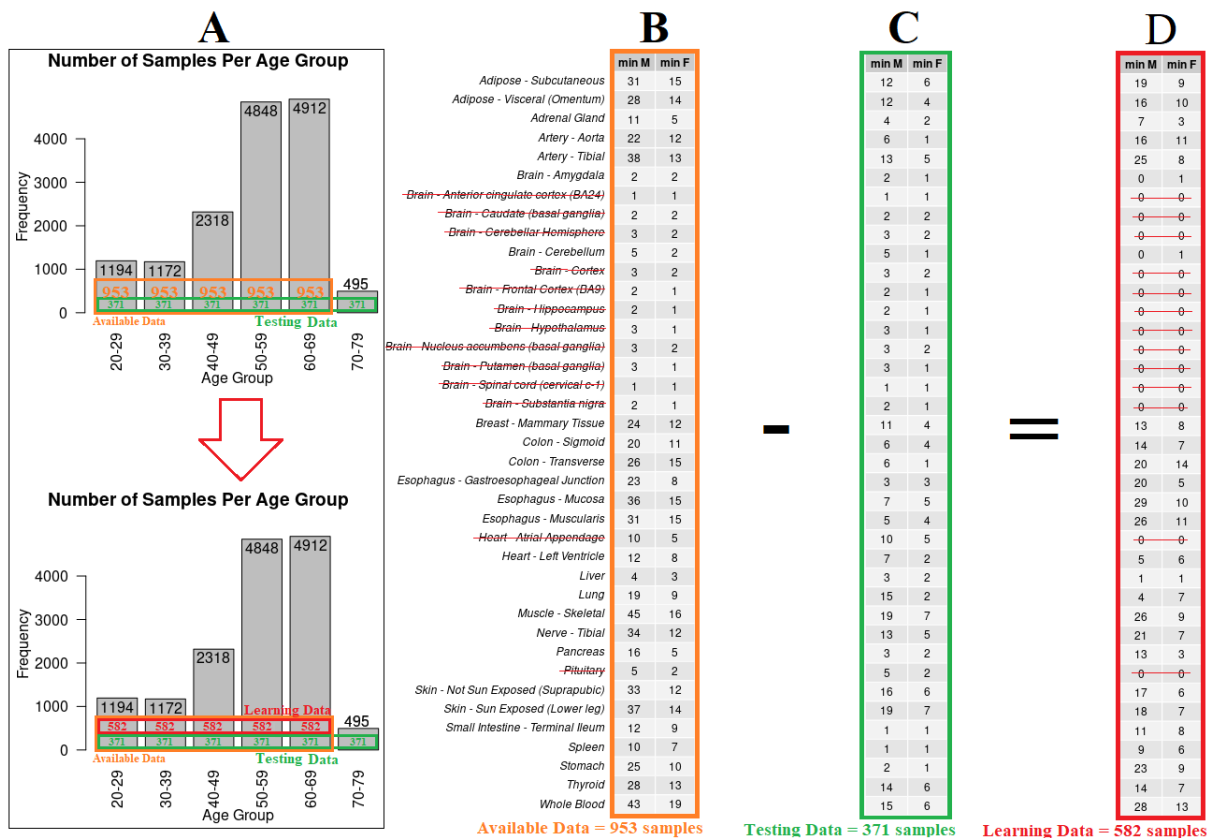 A
B
C
D
Number of Samples Per Age Group
Frequency
4000
3000
2000
1000
0
1194
1172
2318
4848
4912
495
953 953 953 953 953
371 371 371 371 371 371
Available Data
Testing Data
20-29
30-39
40-49
50-59
60-69
70-79
Age Group
Number of Samples Per Age Group
Frequency
4000
3000
2000
1000
0
1194
1172
2318
4848
4912
495
Learning Data
582 582 582 582 582
371 371 371 371 371 371
Available Data
Testing Data
20-29
30-39
40-49
50-59
60-69
70-79
Age Group
min M min F min M min F min M min F
Adipose - Subcutaneous 31 15 12 6 19 9
Adipose - Visceral (Omentum) 28 14 12 4 16 10
Adrenal Gland 11 5 4 2 7 3
Artery - Aorta 22 12 6 1 16 11
Artery - Tibial 38 13 13 5 25 8
Brain - Amygdala 2 2 2 1 0 1
Brain - Anterior cingulate cortex (BA24) 1 1 1 1 0 0
Brain - Caudate (basal ganglia) 2 2 2 2 0 0
Brain - Cerebellar Hemisphere 3 2 3 2 0 0
Brain - Cerebellum 5 2 5 1 0 1
Brain - Cortex 3 2 3 2 0 0
Brain - Frontal Cortex (BA9) 2 1 2 1 0 0
Brain - Hippocampus 2 1 2 1 0 0
Brain - Hypothalamus 3 1 3 1 0 0
Brain - Nucleus accumbens (basal ganglia) 3 2 3 2 0 0
Brain - Putamen (basal ganglia) 3 1 3 1 0 0
Brain - Spinal cord (cervical c-1) 1 1 1 1 0 0
Brain - Substantia nigra 2 1 2 1 0 0
Breast - Mammary Tissue 24 12 11 4 13 8
Colon - Sigmoid 20 11 6 4 14 7
Colon - Transverse 26 15 6 1 20 14
Esophagus - Gastroesophageal Junction 23 8 3 3 20 5
Esophagus - Mucosa 36 15 7 5 29 10
Esophagus - Muscularis 31 15 5 4 26 11
Heart - Atrial Appendage 10 5 10 5 0 0
Heart - Left Ventricle 12 8 7 2 5 6
Liver 4 3 3 2 1 1
Lung 19 9 15 2 4 7
Muscle - Skeletal 45 16 19 7 26 9
Nerve - Tibial 34 12 13 5 21 7
Pancreas 16 5 3 2 13 3
Pituitary 5 2 5 2 0 0
Skin - Not Sun Exposed (Suprapubic) 33 12 16 6 17 6
Skin - Sun Exposed (Lower leg) 37 14 19 7 18 7
Small Intestine - Terminal Ileum 12 9 1 1 11 8
Spleen 10 7 1 1 9 6
Stomach 25 10 2 1 23 9
Thyroid 28 13 14 6 14 7
Whole Blood 43 19 15 6 28 13
- =
Available Data = 953 samples
Testing Data = 371 samples
Learning Data = 582 samples